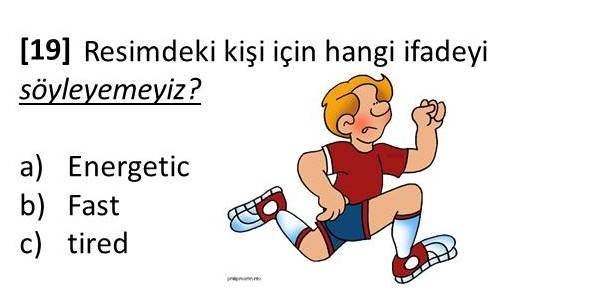 [19] Resimdeki kişi için hangi ifadeyi
söyleyemeyiz?
a) Energetic
b) Fast
c) tired